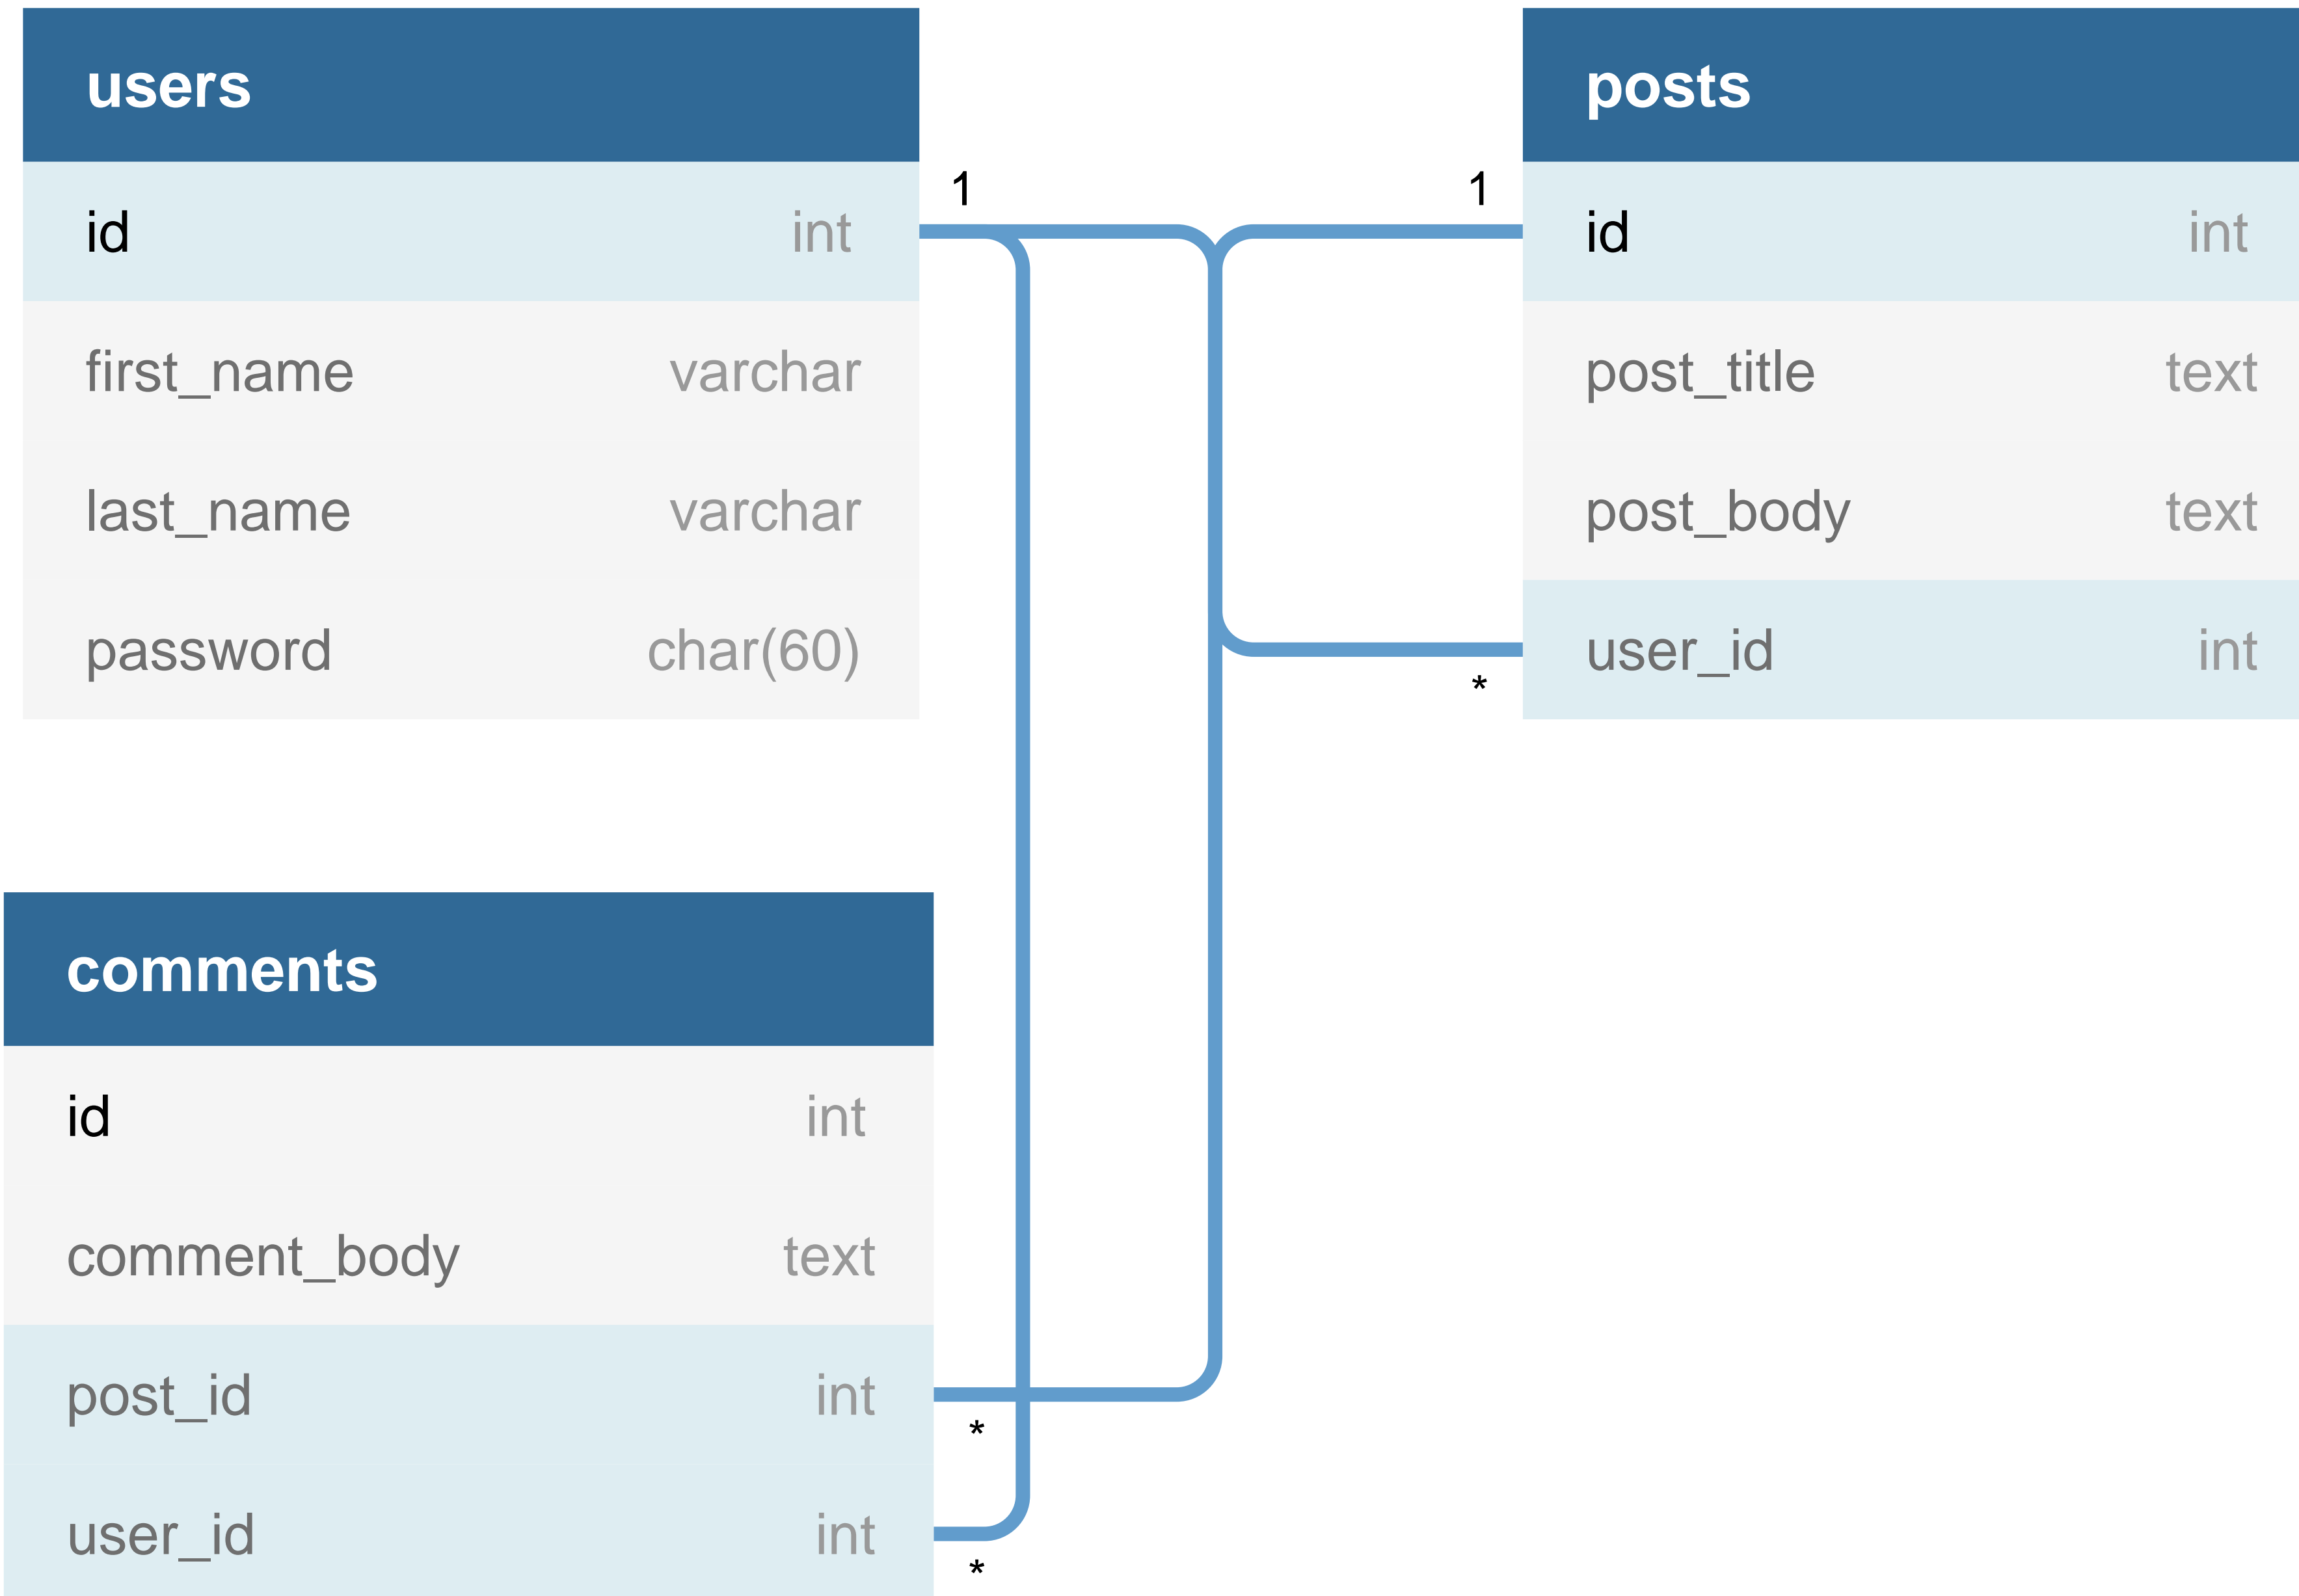 users
id int
first_name varchar
last_name varchar
password char(60)
1
1
posts
id int
post_title text
post_body text
user_id int
*
comments
id int
comment_body text
post_id int
*
user_id int
*